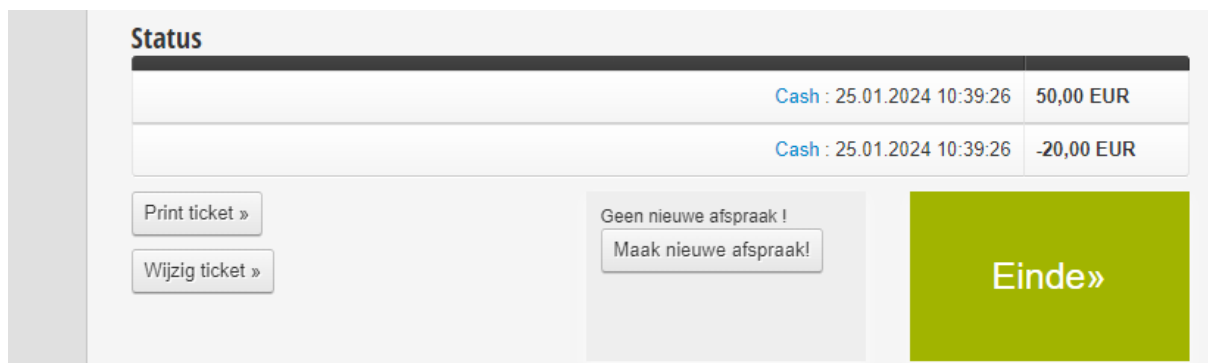 Status
Cash : 25.01.2024 10:39:26 50,00 EUR
Cash : 25.01.2024 10:39:26 -20,00 EUR
Print ticket »
Wijzig ticket »
Geen nieuwe afspraak !
Maak nieuwe afspraak!
Einde»